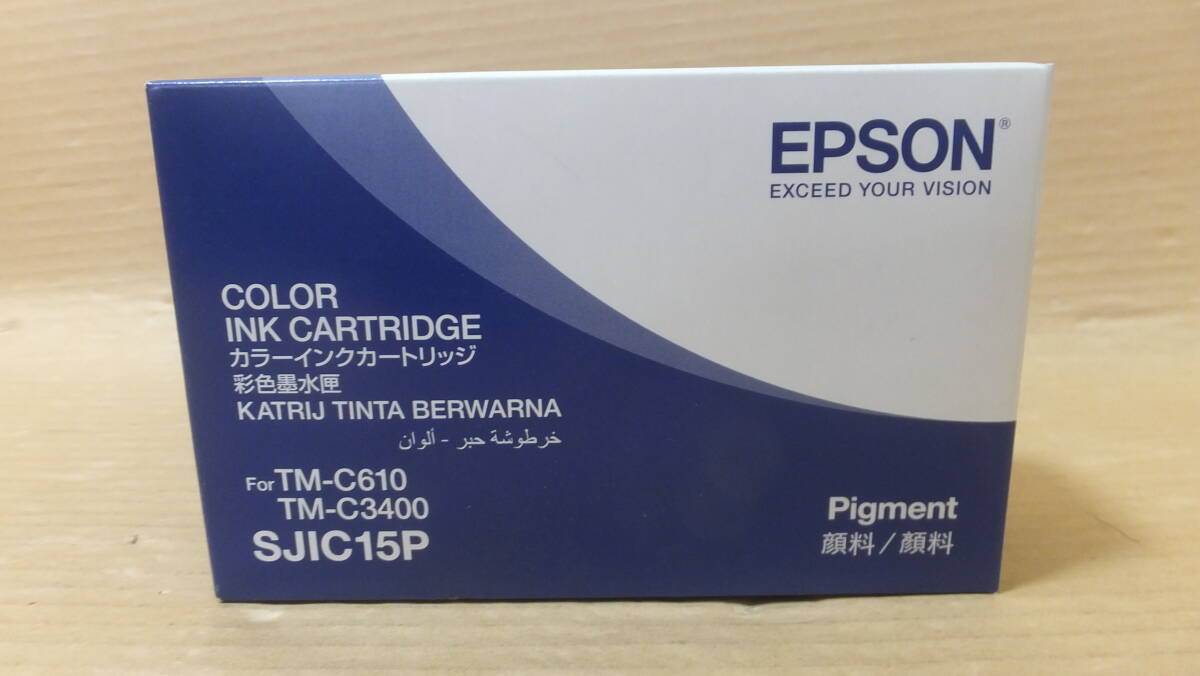 EPSON®
EXCEED YOUR VISION
COLOR
INK CARTRIDGE
カラーインクカートリッジ
彩色墨水匣
KATRIJ TINTA BERWARNA
خرطوشة حبر - ألوان
For TM-C610
TM-C3400
SJIC15P
Pigment
顔料/顏料